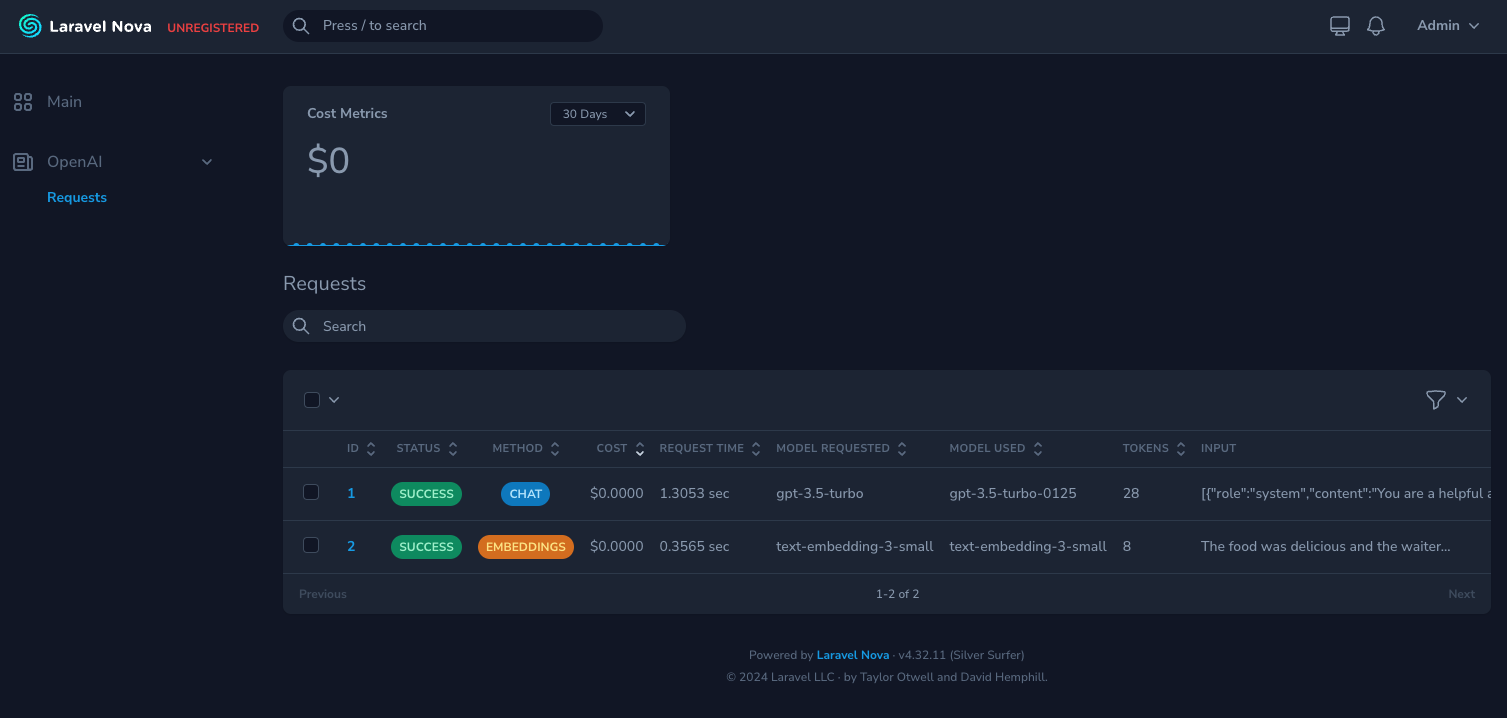 Laravel Nova UNREGISTERED Press / to search Admin
Main
OpenAI
Requests
Cost Metrics 30 Days
$0
Requests
Search
ID STATUS METHOD COST REQUEST TIME MODEL REQUESTED MODEL USED TOKENS INPUT
1 SUCCESS CHAT $0.0000 1.3053 sec gpt-3.5-turbo gpt-3.5-turbo-0125 28 [{"role":"system","content":"You are a helpful
2 SUCCESS EMBEDDINGS $0.0000 0.3565 sec text-embedding-3-small text-embedding-3-small 8 The food was delicious and the waiter...
Previous 1-2 of 2 Next
Powered by Laravel Nova · v4.32.11 (Silver Surfer)
© 2024 Laravel LLC · by Taylor Otwell and David Hemphill.